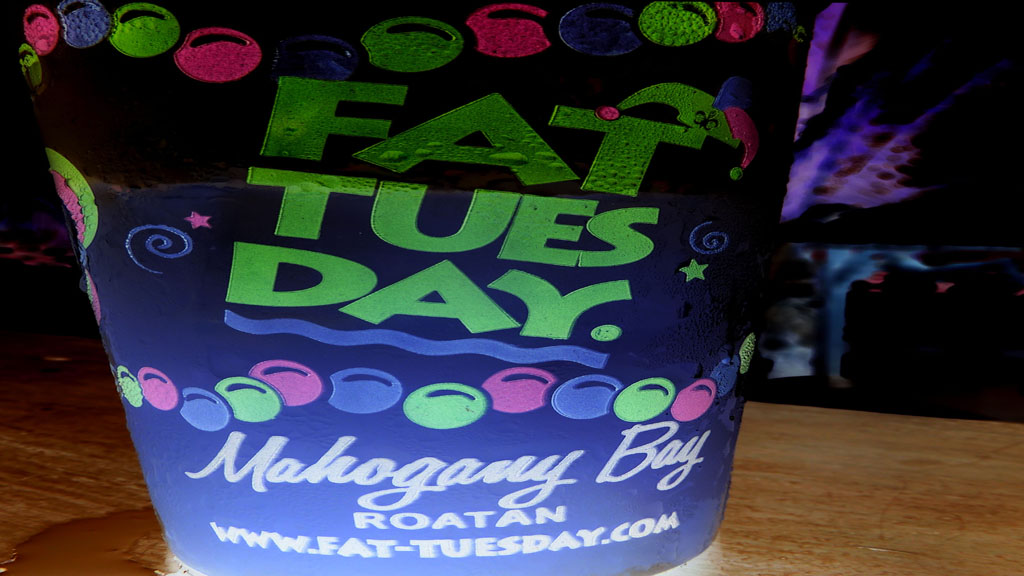 FAT
TUES
DAY.
Mahogany Bay
ROATAN
WWW.FAT-TUESDAY.COM